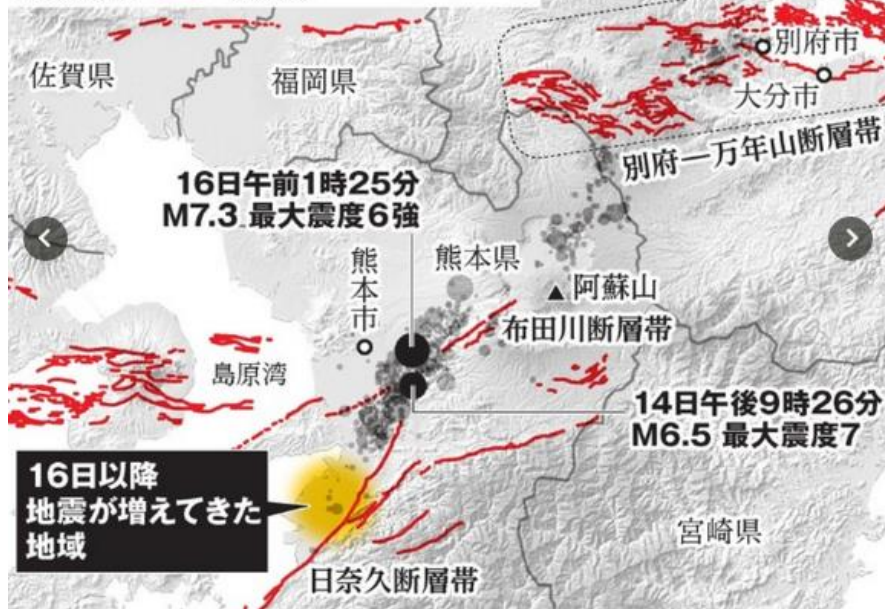 佐賀県
福岡県
別府市
大分市
別府―万年山断層帯
16日午前1時25分
M7.3 最大震度6強
熊本市
熊本県
▲阿蘇山
布田川断層帯
島原湾
14日午後9時26分
M6.5 最大震度7
16日以降
地震が増えてきた
地域
日奈久断層帯
宮崎県